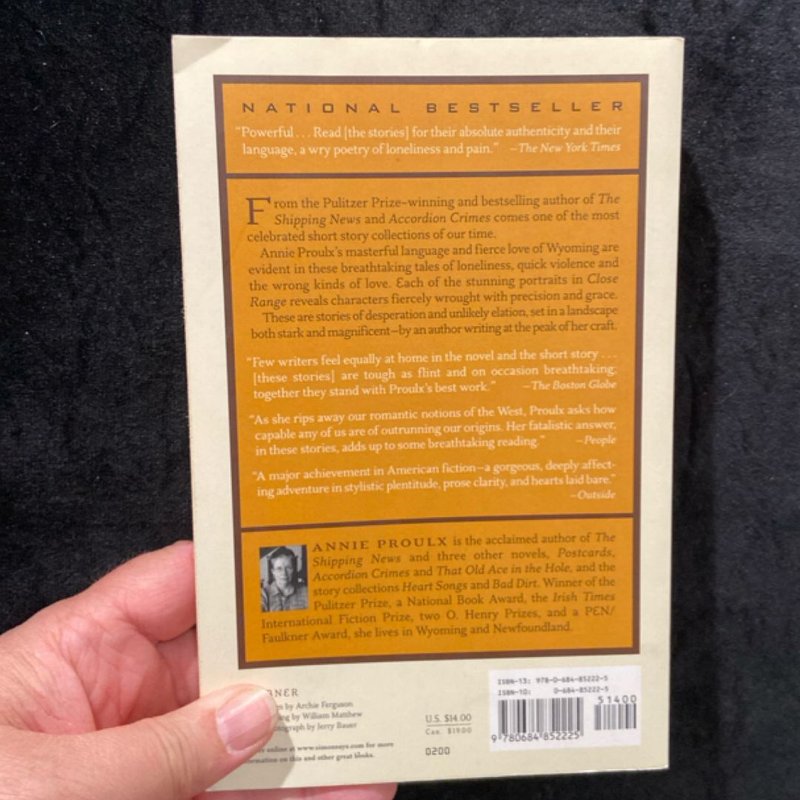 NATIONAL BESTSELLER
"Powerful . . . Read [the stories] for their absolute authenticity and their
language, a wry poetry of loneliness and pain." –The New York Times
From the Pulitzer Prize–winning and bestselling author of The
Shipping News and Accordion Crimes comes one of the most
celebrated short story collections of our time.
Annie Proulx's masterful language and fierce love of Wyoming are
evident in these breathtaking tales of loneliness, quick violence and
the wrong kinds of love. Each of the stunning portraits in Close
Range reveals characters fiercely wrought with precision and grace.
These are stories of desperation and unlikely elation, set in a landscape
both stark and magnificent—by an author writing at the peak of her craft.
"Few writers feel equally at home in the novel and the short story . . .
[these stories] are tough as flint and on occasion breathtaking;
together they stand with Proulx's best work." –The Boston Globe
"As she rips away our romantic notions of the West, Proulx asks how
capable any of us are of outrunning our origins. Her fatalistic answer,
in these stories, adds up to some breathtaking reading." –People
"A major achievement in American fiction—a gorgeous, deeply affect-
ing adventure in stylistic plentitude, prose clarity, and hearts laid bare."
–Outside
ANNIE PROULX is the acclaimed author of The
Shipping News and three other novels, Postcards,
Accordion Crimes and That Old Ace in the Hole, and the
story collections Heart Songs and Bad Dirt. Winner of the
Pulitzer Prize, a National Book Award, the Irish Times
International Fiction Prize, two O. Henry Prizes, and a PEN/
Faulkner Award, she lives in Wyoming and Newfoundland.
by Archie Ferguson
by William Matthew
by Jerry Bauer
online at www.simonsays.com for more
on this and other great books.
U.S. $14.00
Can. $19.00
0200
ISBN-13: 978-0-684-85222-5
ISBN-10: 0-684-85222-5
51400
9 780684 852225